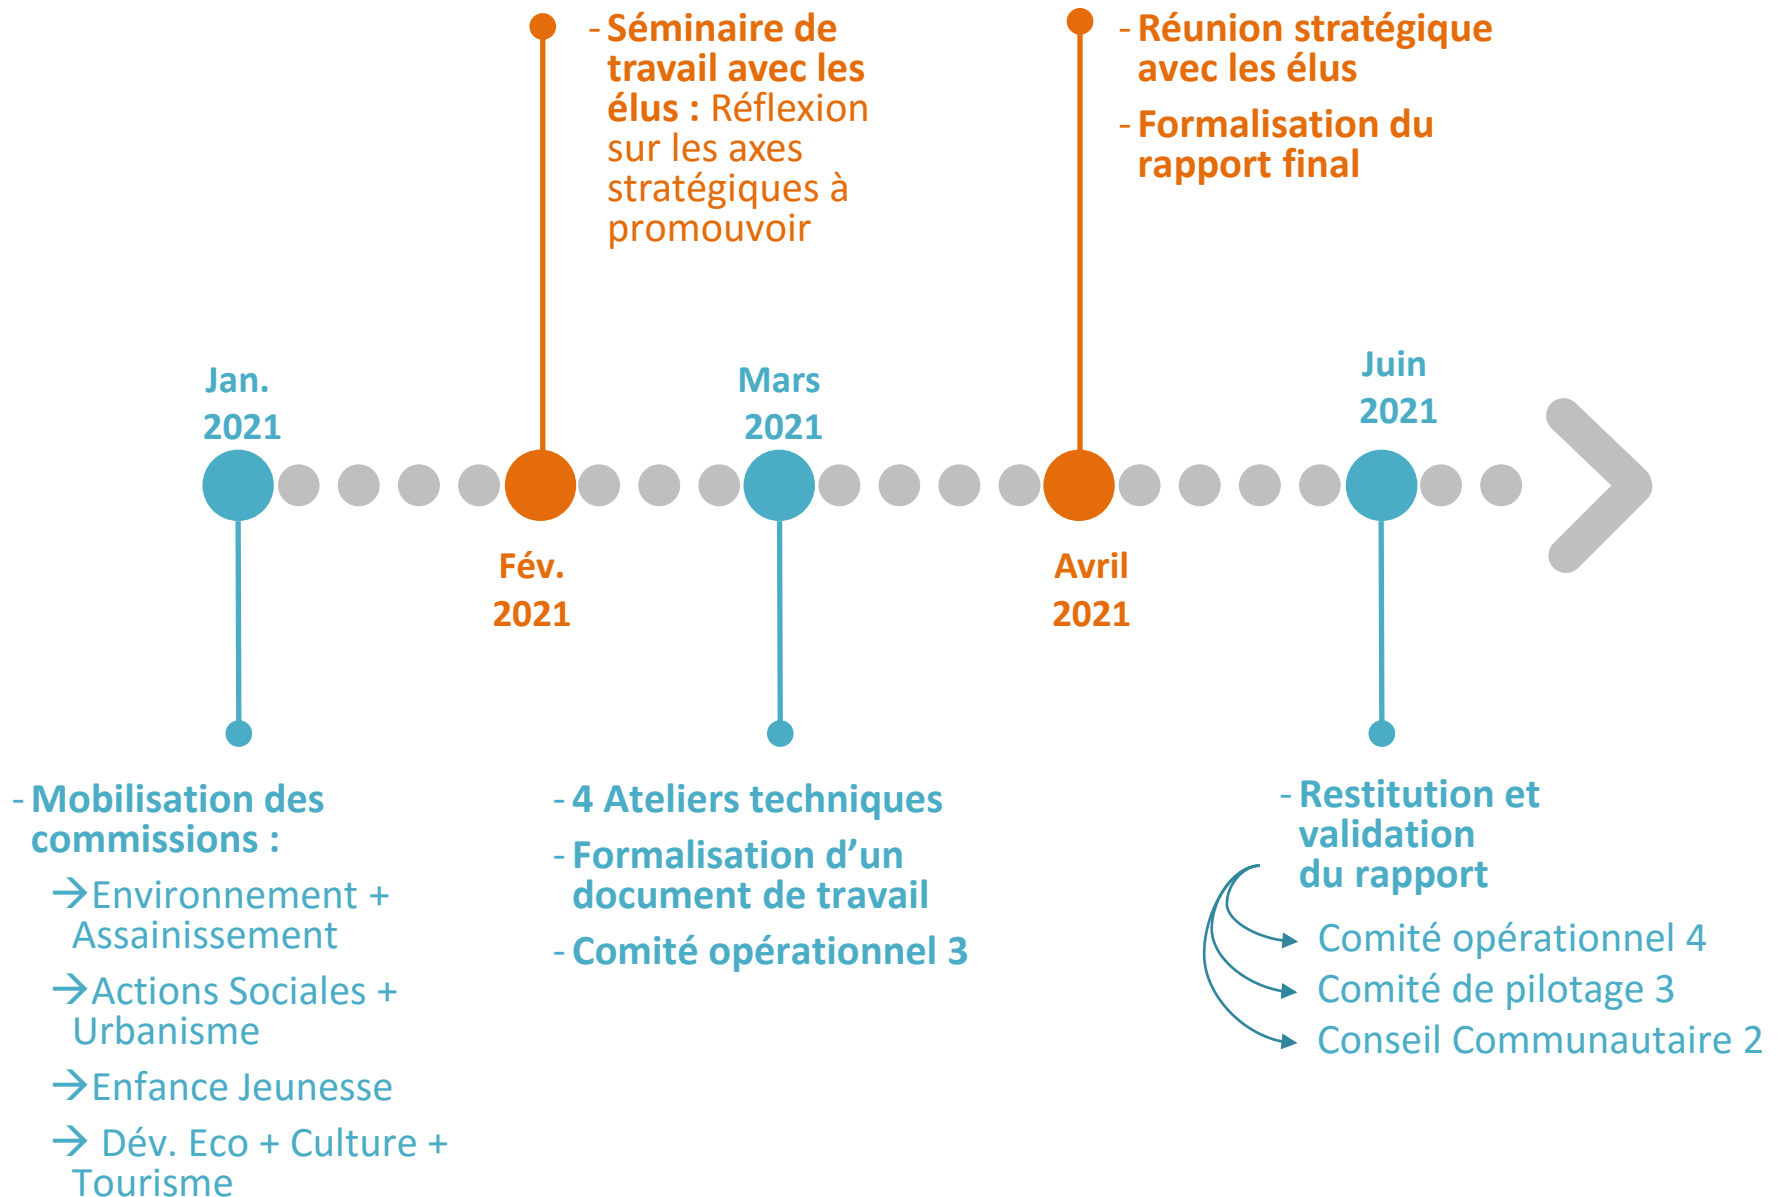 - Séminaire de
travail avec les
élus : Réflexion
sur les axes
stratégiques à
promouvoir
- Réunion stratégique
avec les élus
- Formalisation du
rapport final
Jan.
2021
Mars
2021
Juin
2021
Fév.
2021
Avril
2021
- Mobilisation des
commissions :
→Environnement +
Assainissement
→Actions Sociales +
Urbanisme
→Enfance Jeunesse
→ Dév. Eco + Culture +
Tourisme
- 4 Ateliers techniques
- Formalisation d’un
document de travail
- Comité opérationnel 3
- Restitution et
validation
du rapport
Comité opérationnel 4
Comité de pilotage 3
Conseil Communautaire 2